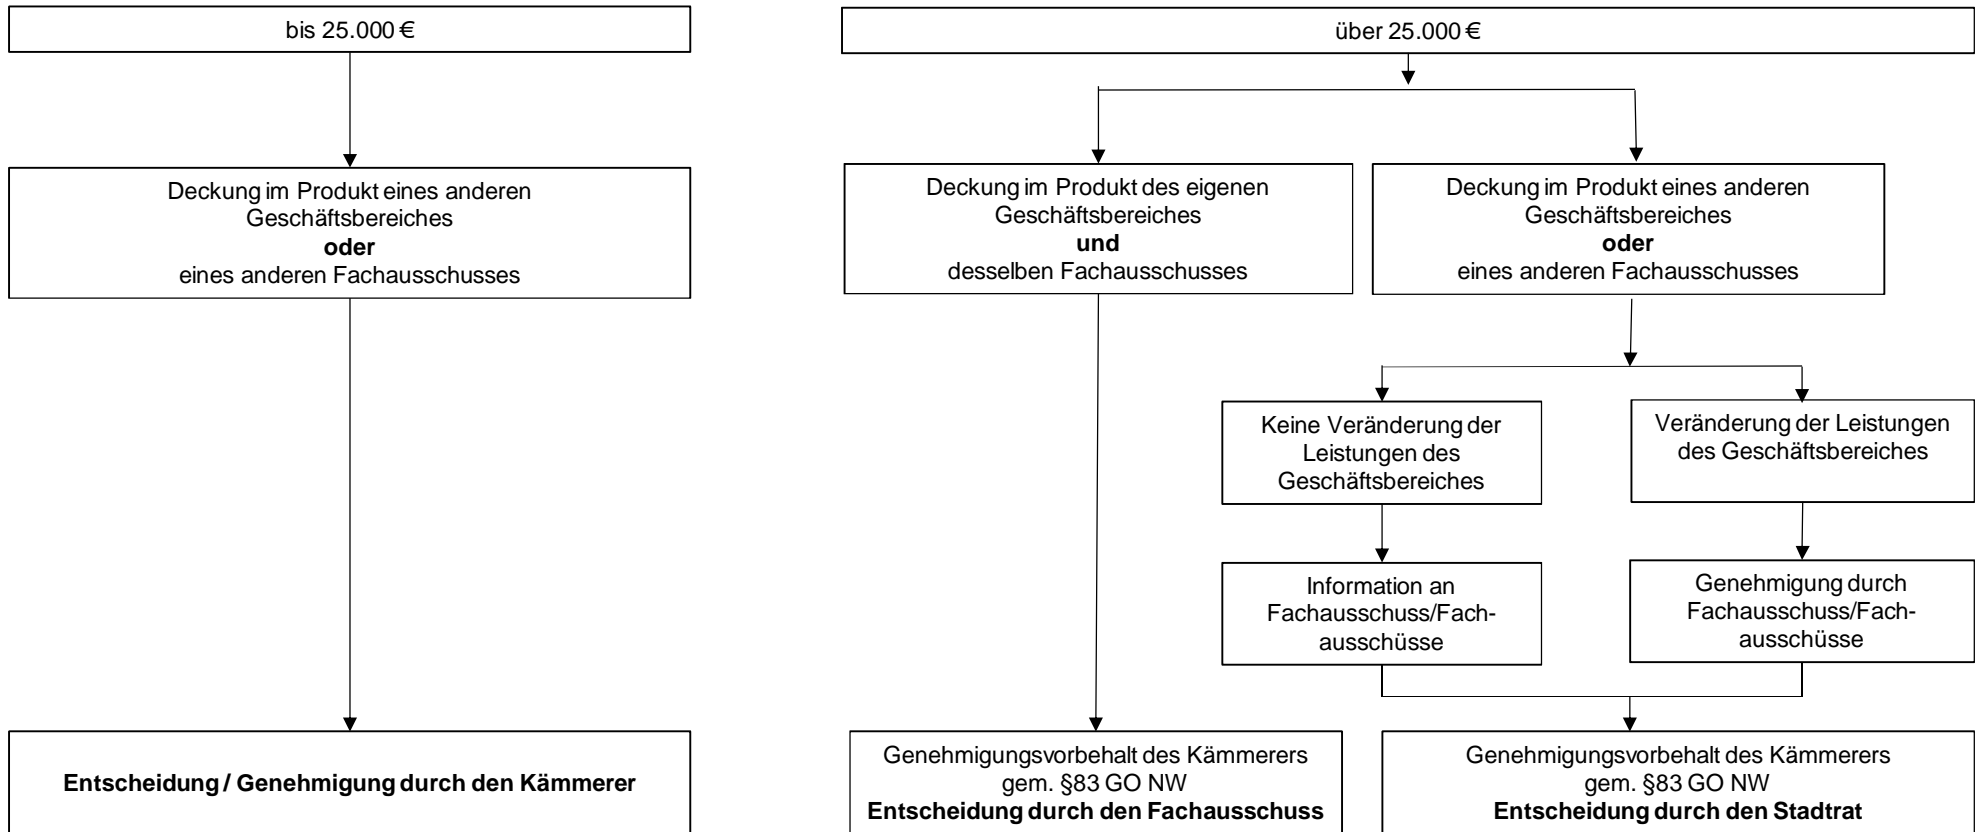 bis 25.000 €
über 25.000 €
Deckung im Produkt eines anderen
Geschäftsbereiches
oder
eines anderen Fachausschusses
Deckung im Produkt des eigenen
Geschäftsbereiches
und
desselben Fachausschusses
Deckung im Produkt eines anderen
Geschäftsbereiches
oder
eines anderen Fachausschusses
Keine Veränderung der
Leistungen des
Geschäftsbereiches
Veränderung der Leistungen
des Geschäftsbereiches
Information an
Fachausschuss/Fach-
ausschüsse
Genehmigung durch
Fachausschuss/Fach-
ausschüsse
Entscheidung / Genehmigung durch den Kämmerer
Genehmigungsvorbehalt des Kämmerers
gem. §83 GO NW
Entscheidung durch den Fachausschuss
Genehmigungsvorbehalt des Kämmerers
gem. §83 GO NW
Entscheidung durch den Stadtrat